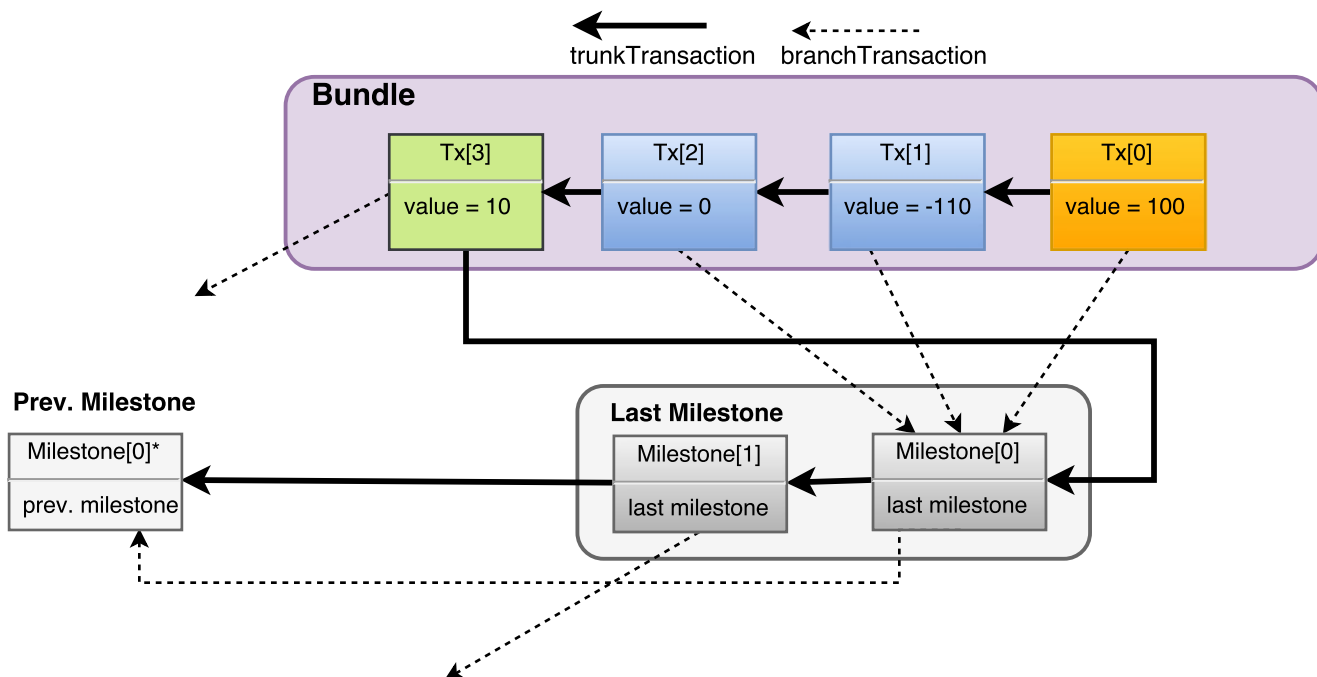 trunkTransaction
branchTransaction
Bundle
Tx[3]
Tx[2]
Tx[1]
Tx[0]
value = 10
value = 0
value = -110
value = 100
Prev. Milestone
Last Milestone
Milestone[0]*
Milestone[1]
Milestone[0]
prev. milestone
last milestone
last milestone